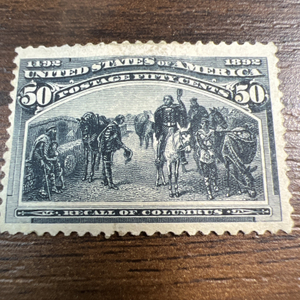 1492 1892
UNITED STATES OF AMERICA
POSTAGE FIFTY CENTS
50 50
RECALL OF COLUMBUS